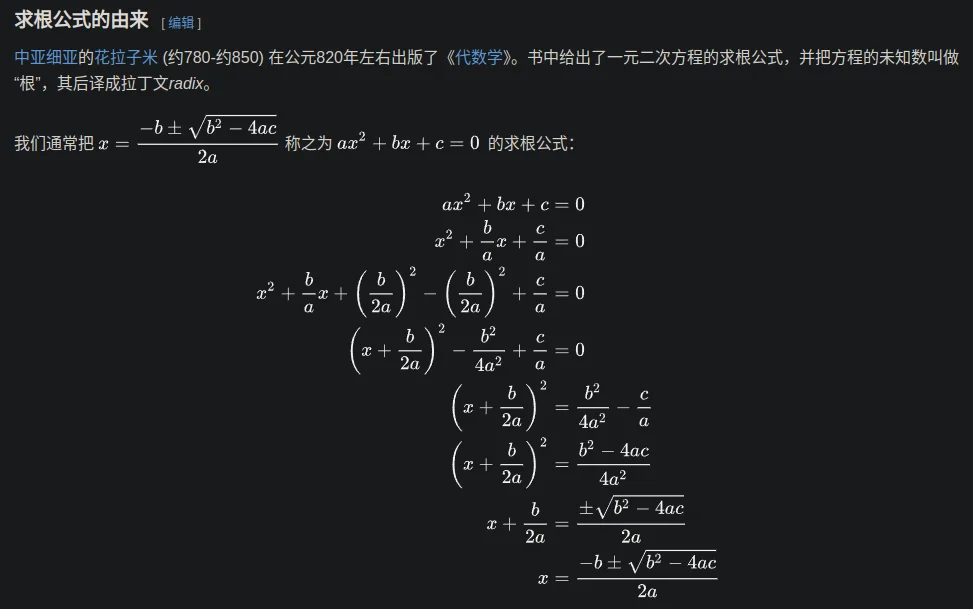 求根公式的由来 [编辑]
中亚细亚的花拉子米 (约780-约850) 在公元820年左右出版了《代数学》。书中给出了一元二次方程的求根公式，并把方程的未知数叫做
“根”，其后译成拉丁文radix。
我们通常把 x = \frac{-b \pm \sqrt{b^2 - 4ac}}{2a} 称之为 ax^2 + bx + c = 0 的求根公式：
ax^2 + bx + c = 0
x^2 + \frac{b}{a}x + \frac{c}{a} = 0
x^2 + \frac{b}{a}x + \left(\frac{b}{2a}\right)^2 - \left(\frac{b}{2a}\right)^2 + \frac{c}{a} = 0
\left(x + \frac{b}{2a}\right)^2 - \frac{b^2}{4a^2} + \frac{c}{a} = 0
\left(x + \frac{b}{2a}\right)^2 = \frac{b^2}{4a^2} - \frac{c}{a}
\left(x + \frac{b}{2a}\right)^2 = \frac{b^2 - 4ac}{4a^2}
x + \frac{b}{2a} = \frac{\pm \sqrt{b^2 - 4ac}}{2a}
x = \frac{-b \pm \sqrt{b^2 - 4ac}}{2a}